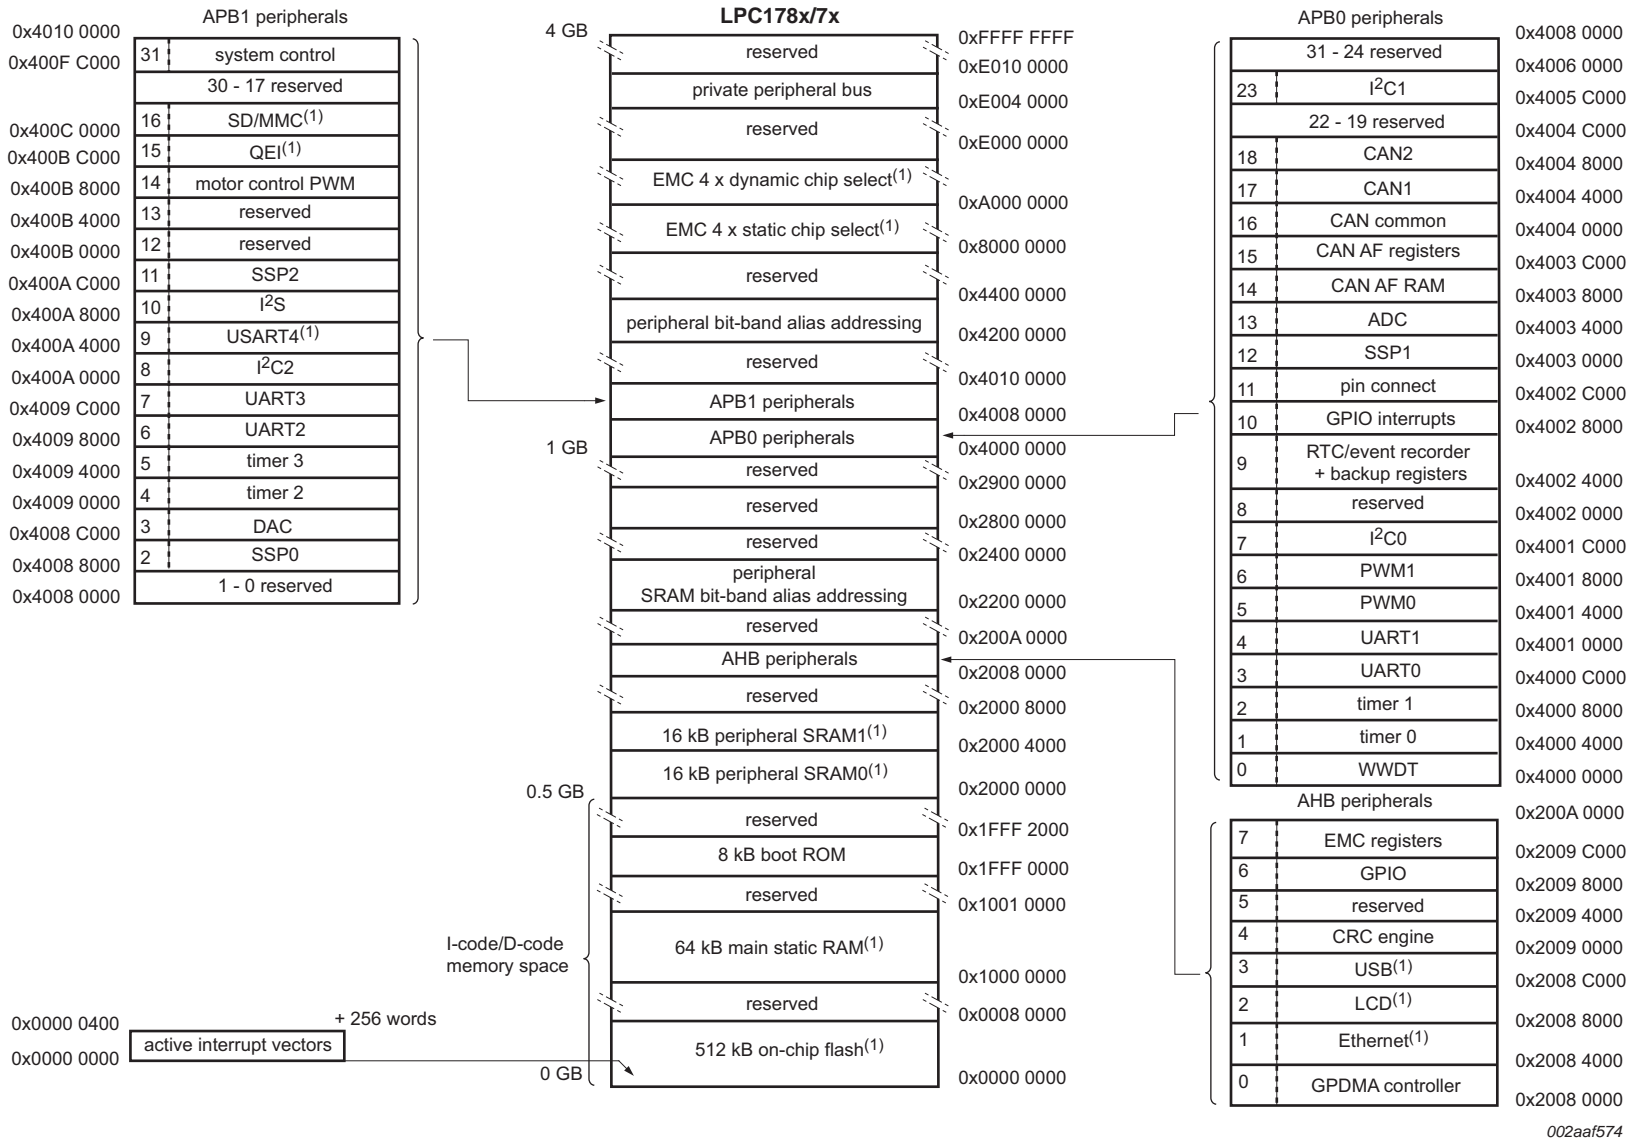 APB1 peripherals
0x4010 0000
31 system control
0x400F C000
30 - 17 reserved
16 SD/MMC(1)
0x400C 0000
15 QEI(1)
0x400B C000
14 motor control PWM
0x400B 8000
13 reserved
0x400B 4000
12 reserved
0x400B 0000
11 SSP2
0x400A C000
10 I2S
0x400A 8000
9 USART4(1)
0x400A 4000
8 I2C2
0x400A 0000
7 UART3
0x4009 C000
6 UART2
0x4009 8000
5 timer 3
0x4009 4000
4 timer 2
0x4009 0000
3 DAC
0x4008 C000
2 SSP0
0x4008 8000
1 - 0 reserved
0x4008 0000
LPC178x/7x
4 GB
0xFFFF FFFF
reserved
0xE010 0000
private peripheral bus
0xE004 0000
reserved
0xE000 0000
EMC 4 x dynamic chip select(1)
0xA000 0000
EMC 4 x static chip select(1)
0x8000 0000
reserved
0x4400 0000
peripheral bit-band alias addressing
0x4200 0000
reserved
0x4010 0000
APB1 peripherals
0x4008 0000
APB0 peripherals
1 GB
0x4000 0000
reserved
0x2900 0000
reserved
0x2800 0000
reserved
0x2400 0000
peripheral
SRAM bit-band alias addressing
0x2200 0000
reserved
0x200A 0000
AHB peripherals
0x2008 0000
reserved
0x2000 8000
16 kB peripheral SRAM1(1)
0x2000 4000
16 kB peripheral SRAM0(1)
0.5 GB
0x2000 0000
reserved
0x1FFF 2000
8 kB boot ROM
0x1FFF 0000
reserved
0x1001 0000
I-code/D-code
memory space
64 kB main static RAM(1)
0x1000 0000
reserved
0x0008 0000
512 kB on-chip flash(1)
0 GB
0x0000 0000
0x0000 0400
+ 256 words
active interrupt vectors
0x0000 0000
APB0 peripherals
0x4008 0000
31 - 24 reserved
0x4006 0000
23 I2C1
0x4005 C000
22 - 19 reserved
0x4004 C000
18 CAN2
0x4004 8000
17 CAN1
0x4004 4000
16 CAN common
0x4004 0000
15 CAN AF registers
0x4003 C000
14 CAN AF RAM
0x4003 8000
13 ADC
0x4003 4000
12 SSP1
0x4003 0000
11 pin connect
0x4002 C000
10 GPIO interrupts
0x4002 8000
9 RTC/event recorder
+ backup registers
0x4002 4000
8 reserved
0x4002 0000
7 I2C0
0x4001 C000
6 PWM1
0x4001 8000
5 PWM0
0x4001 4000
4 UART1
0x4001 0000
3 UART0
0x4000 C000
2 timer 1
0x4000 8000
1 timer 0
0x4000 4000
0 WWDT
0x4000 0000
AHB peripherals
0x200A 0000
7 EMC registers
0x2009 C000
6 GPIO
0x2009 8000
5 reserved
0x2009 4000
4 CRC engine
0x2009 0000
3 USB(1)
0x2008 C000
2 LCD(1)
0x2008 8000
1 Ethernet(1)
0x2008 4000
0 GPDMA controller
0x2008 0000
002aaf574